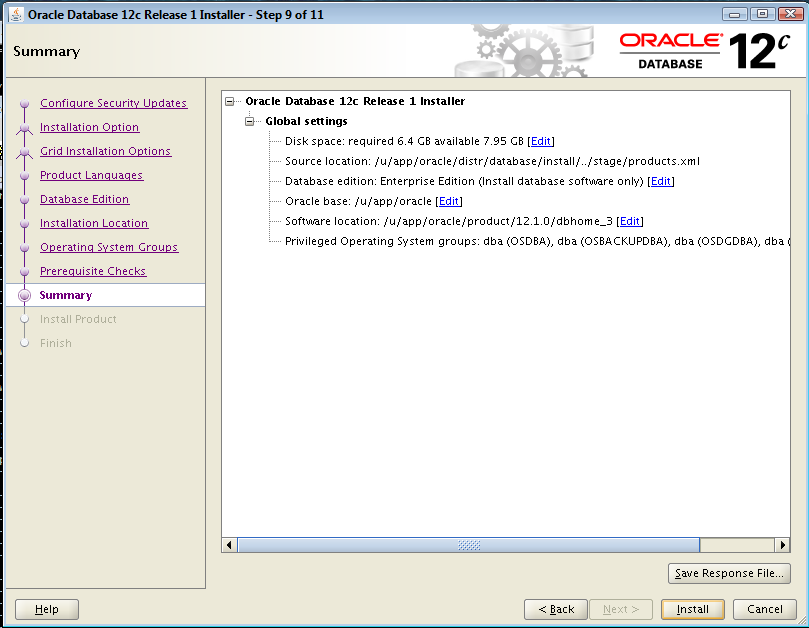 Oracle Database 12c Release 1 Installer - Step 9 of 11
Summary
ORACLE
DATABASE
12c
Configure Security Updates
Installation Option
Grid Installation Options
Product Languages
Database Edition
Installation Location
Operating System Groups
Prerequisite Checks
Summary
Install Product
Finish
Oracle Database 12c Release 1 Installer
Global settings
Disk space: required 6.4 GB available 7.95 GB [Edit]
Source location: /u/app/oracle/distr/database/install/../stage/products.xml
Database edition: Enterprise Edition (Install database software only) [Edit]
Oracle base: /u/app/oracle [Edit]
Software location: /u/app/oracle/product/12.1.0/dbhome_3 [Edit]
Privileged Operating System groups: dba (OSDBA), dba (OSBACKUPDBA), dba (OSDGDBA), dba (
Save Response File...
Help
< Back
Next >
Install
Cancel